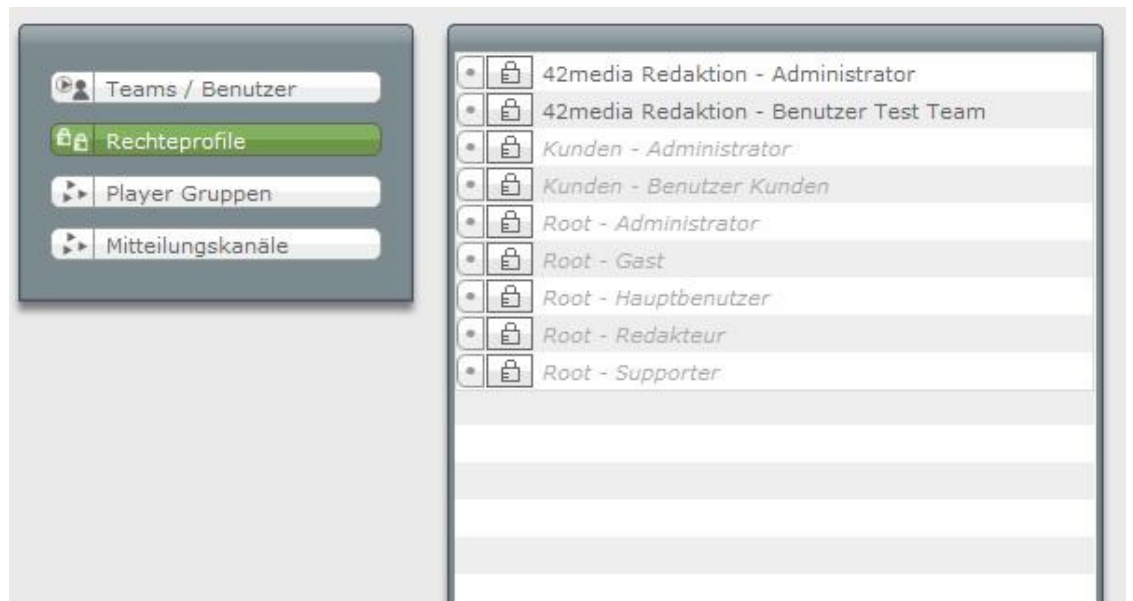 Teams / Benutzer
Rechteprofile
Player Gruppen
Mitteilungskanäle
42media Redaktion - Administrator
42media Redaktion - Benutzer Test Team
Kunden - Administrator
Kunden - Benutzer Kunden
Root - Administrator
Root - Gast
Root - Hauptbenutzer
Root - Redakteur
Root - Supporter